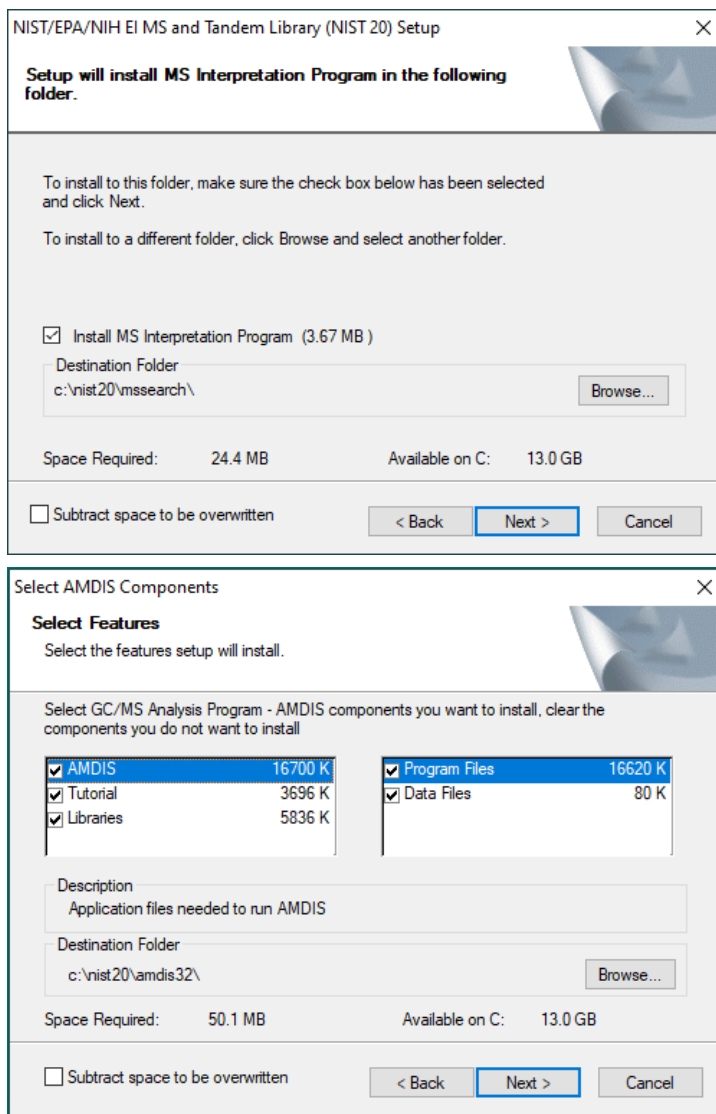 NIST/EPA/NIH EI MS and Tandem Library (NIST 20) Setup
Setup will install MS Interpretation Program in the following
folder.
To install to this folder, make sure the check box below has been selected
and click Next.
To install to a different folder, click Browse and select another folder.
Install MS Interpretation Program (3.67 MB )
Destination Folder
c:\nist20\mssearch\
Browse...
Space Required: 24.4 MB Available on C: 13.0 GB
Subtract space to be overwritten
< Back Next > Cancel
Select AMDIS Components
Select Features
Select the features setup will install.
Select GC/MS Analysis Program - AMDIS components you want to install, clear the
components you do not want to install
AMDIS 16700 K Program Files 16620 K
Tutorial 3696 K Data Files 80 K
Libraries 5836 K
Description
Application files needed to run AMDIS
Destination Folder
c:\nist20\amdis32\
Browse...
Space Required: 50.1 MB Available on C: 13.0 GB
Subtract space to be overwritten
< Back Next > Cancel